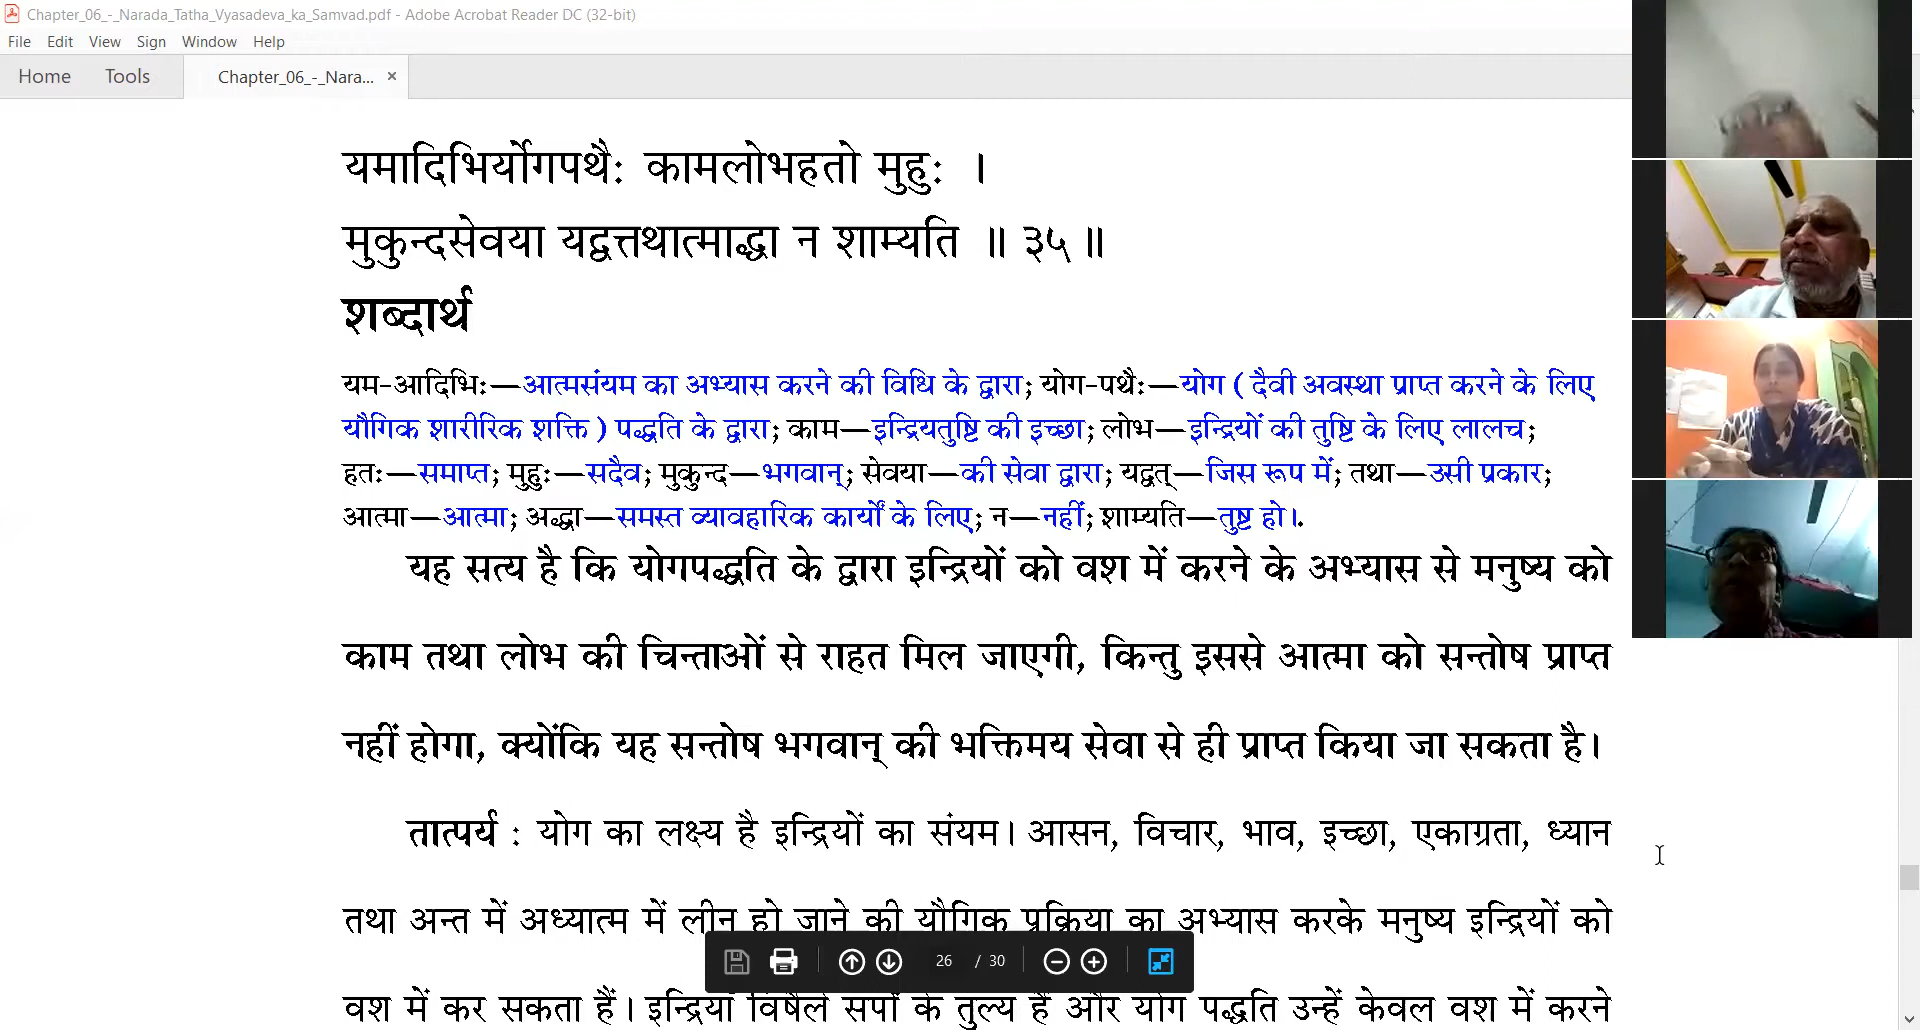 Chapter_06_-_Narada_Tatha_Vyasadeva_ka_Samvad.pdf - Adobe Acrobat Reader DC (32-bit)
File Edit View Sign Window Help
Home Tools Chapter_06_-_Nara... ×
यमादिभिर्योगपथैः कामलोभहतो मुहुः ।
मुकुन्दसेवया यद्वत्तथात्माद्धा न शाम्यति ॥ ३५॥
शब्दार्थ
यम-आदिभिः—आत्मसंयम का अभ्यास करने की विधि के द्वारा; योग-पथैः—योग ( दैवी अवस्था प्राप्त करने के लिए
यौगिक शारीरिक शक्ति ) पद्धति के द्वारा; काम—इन्द्रियतुष्टि की इच्छा; लोभ—इन्द्रियों की तुष्टि के लिए लालच;
हतः—समाप्त; मुहुः—सदैव; मुकुन्द—भगवान्; सेवया—की सेवा द्वारा; यद्वत्—जिस रूप में; तथा—उसी प्रकार;
आत्मा—आत्मा; अद्धा—समस्त व्यावहारिक कार्यों के लिए; न—नहीं; शाम्यति—तुष्ट हो।.
यह सत्य है कि योगपद्धति के द्वारा इन्द्रियों को वश में करने के अभ्यास से मनुष्य को
काम तथा लोभ की चिन्ताओं से राहत मिल जाएगी, किन्तु इससे आत्मा को सन्तोष प्राप्त
नहीं होगा, क्योंकि यह सन्तोष भगवान् की भक्तिमय सेवा से ही प्राप्त किया जा सकता है।
तात्पर्य : योग का लक्ष्य है इन्द्रियों का संयम। आसन, विचार, भाव, इच्छा, एकाग्रता, ध्यान
तथा अन्त में अध्यात्म में लीन हो जाने की यौगिक प्रक्रिया का अभ्यास करके मनुष्य इन्द्रियों को
26 / 30
वश में कर सकता हैं। इन्द्रियाँ विषैले सर्पों के तुल्य हैं और योग पद्धति उन्हें केवल वश में करने